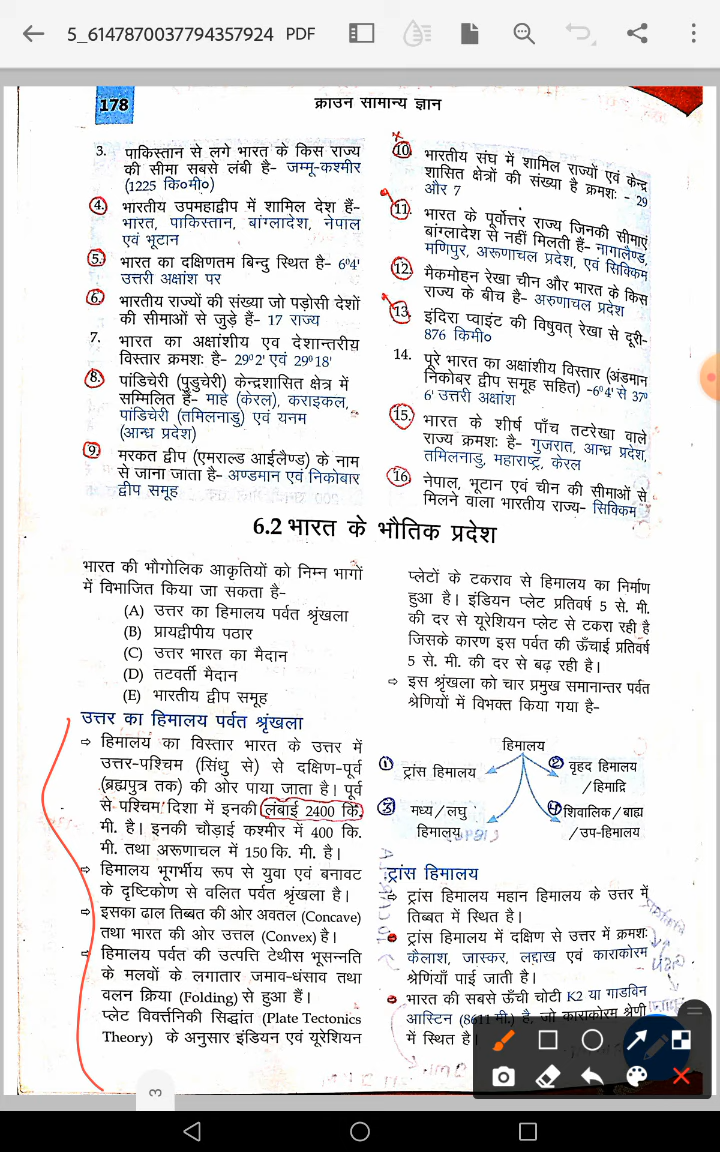 5_6147870037794357924 PDF
178
क्राउन सामान्य ज्ञान
3. पाकिस्तान से लगे भारत के किस राज्य
की सीमा सबसे लंबी है- जम्मू-कश्मीर
(1225 कि०मी०)
4. भारतीय उपमहाद्वीप में शामिल देश हैं-
भारत, पाकिस्तान, बांग्लादेश, नेपाल
एवं भूटान
5. भारत का दक्षिणतम बिन्दु स्थित है- 6⁰4'
उत्तरी अक्षांश पर
6. भारतीय राज्यों की संख्या जो पड़ोसी देशों
की सीमाओं से जुड़े हैं- 17 राज्य
7. भारत का अक्षांशीय एव देशान्तरीय
विस्तार क्रमशः है- 29⁰2' एवं 29⁰18'
8. पांडिचेरी (पुडुचेरी) केन्द्रशासित क्षेत्र में
सम्मिलित हैं- माहे (केरल), कराइकल,
पांडिचेरी (तमिलनाडु) एवं यनम
(आन्ध्र प्रदेश)
9. मरकत द्वीप (एमराल्ड आईलैण्ड) के नाम
से जाना जाता है- अण्डमान एवं निकोबार
द्वीप समूह
10. भारतीय संघ में शामिल राज्यों एवं केन्द्र
शासित क्षेत्रों की संख्या है क्रमशः - 29
और 7
11. भारत के पूर्वोत्तर राज्य जिनकी सीमाएं
बांग्लादेश से नहीं मिलती हैं- नागालैण्ड,
मणिपुर, अरूणाचल प्रदेश, एवं सिक्किम
12. मैकमोहन रेखा चीन और भारत के किस
राज्य के बीच है- अरुणाचल प्रदेश
13. इंदिरा प्वाइंट की विषुवत् रेखा से दूरी-
876 किमी०
14. पूरे भारत का अक्षांशीय विस्तार (अंडमान
निकोबर द्वीप समूह सहित) -6⁰4' से 37⁰
6' उत्तरी अक्षांश
15. भारत के शीर्ष पाँच तटरेखा वाले
राज्य क्रमशः है- गुजरात, आन्ध्र प्रदेश,
तमिलनाडु, महाराष्ट्र, केरल
16. नेपाल, भूटान एवं चीन की सीमाओं से
मिलने वाला भारतीय राज्य- सिक्किम
6.2 भारत के भौतिक प्रदेश
भारत की भौगोलिक आकृतियों को निम्न भागों
में विभाजित किया जा सकता है-
(A) उत्तर का हिमालय पर्वत श्रृंखला
(B) प्रायद्वीपीय पठार
(C) उत्तर भारत का मैदान
(D) तटवर्ती मैदान
(E) भारतीय द्वीप समूह
उत्तर का हिमालय पर्वत श्रृंखला
⇨ हिमालय का विस्तार भारत के उत्तर में
उत्तर-पश्चिम (सिंधु से) से दक्षिण-पूर्व
(ब्रह्मपुत्र तक) की ओर पाया जाता है। पूर्व
से पश्चिम दिशा में इनकी लंबाई 2400 कि.
मी. है। इनकी चौड़ाई कश्मीर में 400 कि.
मी. तथा अरूणाचल में 150 कि. मी. है।
⇨ हिमालय भूगर्भीय रूप से युवा एवं बनावट
के दृष्टिकोण से वलित पर्वत श्रृंखला है।
⇨ इसका ढाल तिब्बत की ओर अवतल (Concave)
तथा भारत की ओर उत्तल (Convex) है।
⇨ हिमालय पर्वत की उत्पत्ति टेथीस भूसन्नति
के मलवों के लगातार जमाव-धंसाव तथा
वलन क्रिया (Folding) से हुआ हैं।
प्लेट विवर्त्तनिकी सिद्धांत (Plate Tectonics
Theory) के अनुसार इंडियन एवं यूरेशियन
प्लेटों के टकराव से हिमालय का निर्माण
हुआ है। इंडियन प्लेट प्रतिवर्ष 5 से. मी.
की दर से यूरेशियन प्लेट से टकरा रही है
जिसके कारण इस पर्वत की ऊँचाई प्रतिवर्ष
5 से. मी. की दर से बढ़ रही है।
⇨ इस श्रृंखला को चार प्रमुख समानान्तर पर्वत
श्रेणियों में विभक्त किया गया है-
हिमालय
① ट्रांस हिमालय
② वृहद हिमालय
/हिमाद्रि
③ मध्य/लघु
हिमालय
④ शिवालिक/बाह्य
/उप-हिमालय
ट्रांस हिमालय
⇨ ट्रांस हिमालय महान हिमालय के उत्तर में
तिब्बत में स्थित है।
ट्रांस हिमालय में दक्षिण से उत्तर में क्रमशः
कैलाश, जास्कर, लद्दाख एवं काराकोरम
श्रेणियाँ पाई जाती है।
भारत की सबसे ऊँची चोटी K2 या गाडविन
आस्टिन (8611 मी.) है, जो काराकोरम श्रेणी
में स्थित है।
3